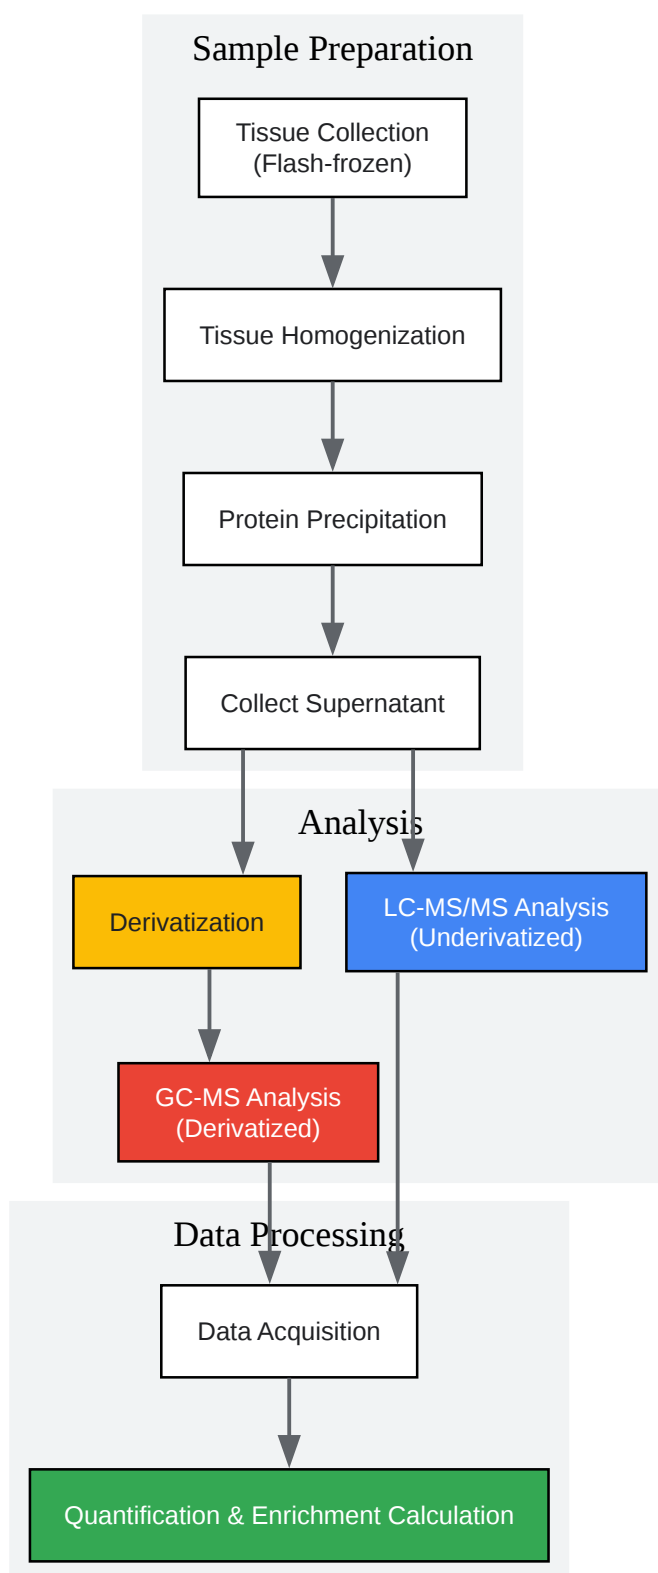 Sample Preparation
Tissue Collection
(Flash-frozen)
Tissue Homogenization
Protein Precipitation
Collect Supernatant
Analysis
Derivatization
LC-MS/MS Analysis
(Underivatized)
GC-MS Analysis
(Derivatized)
Data Processing
Data Acquisition
Quantification & Enrichment Calculation